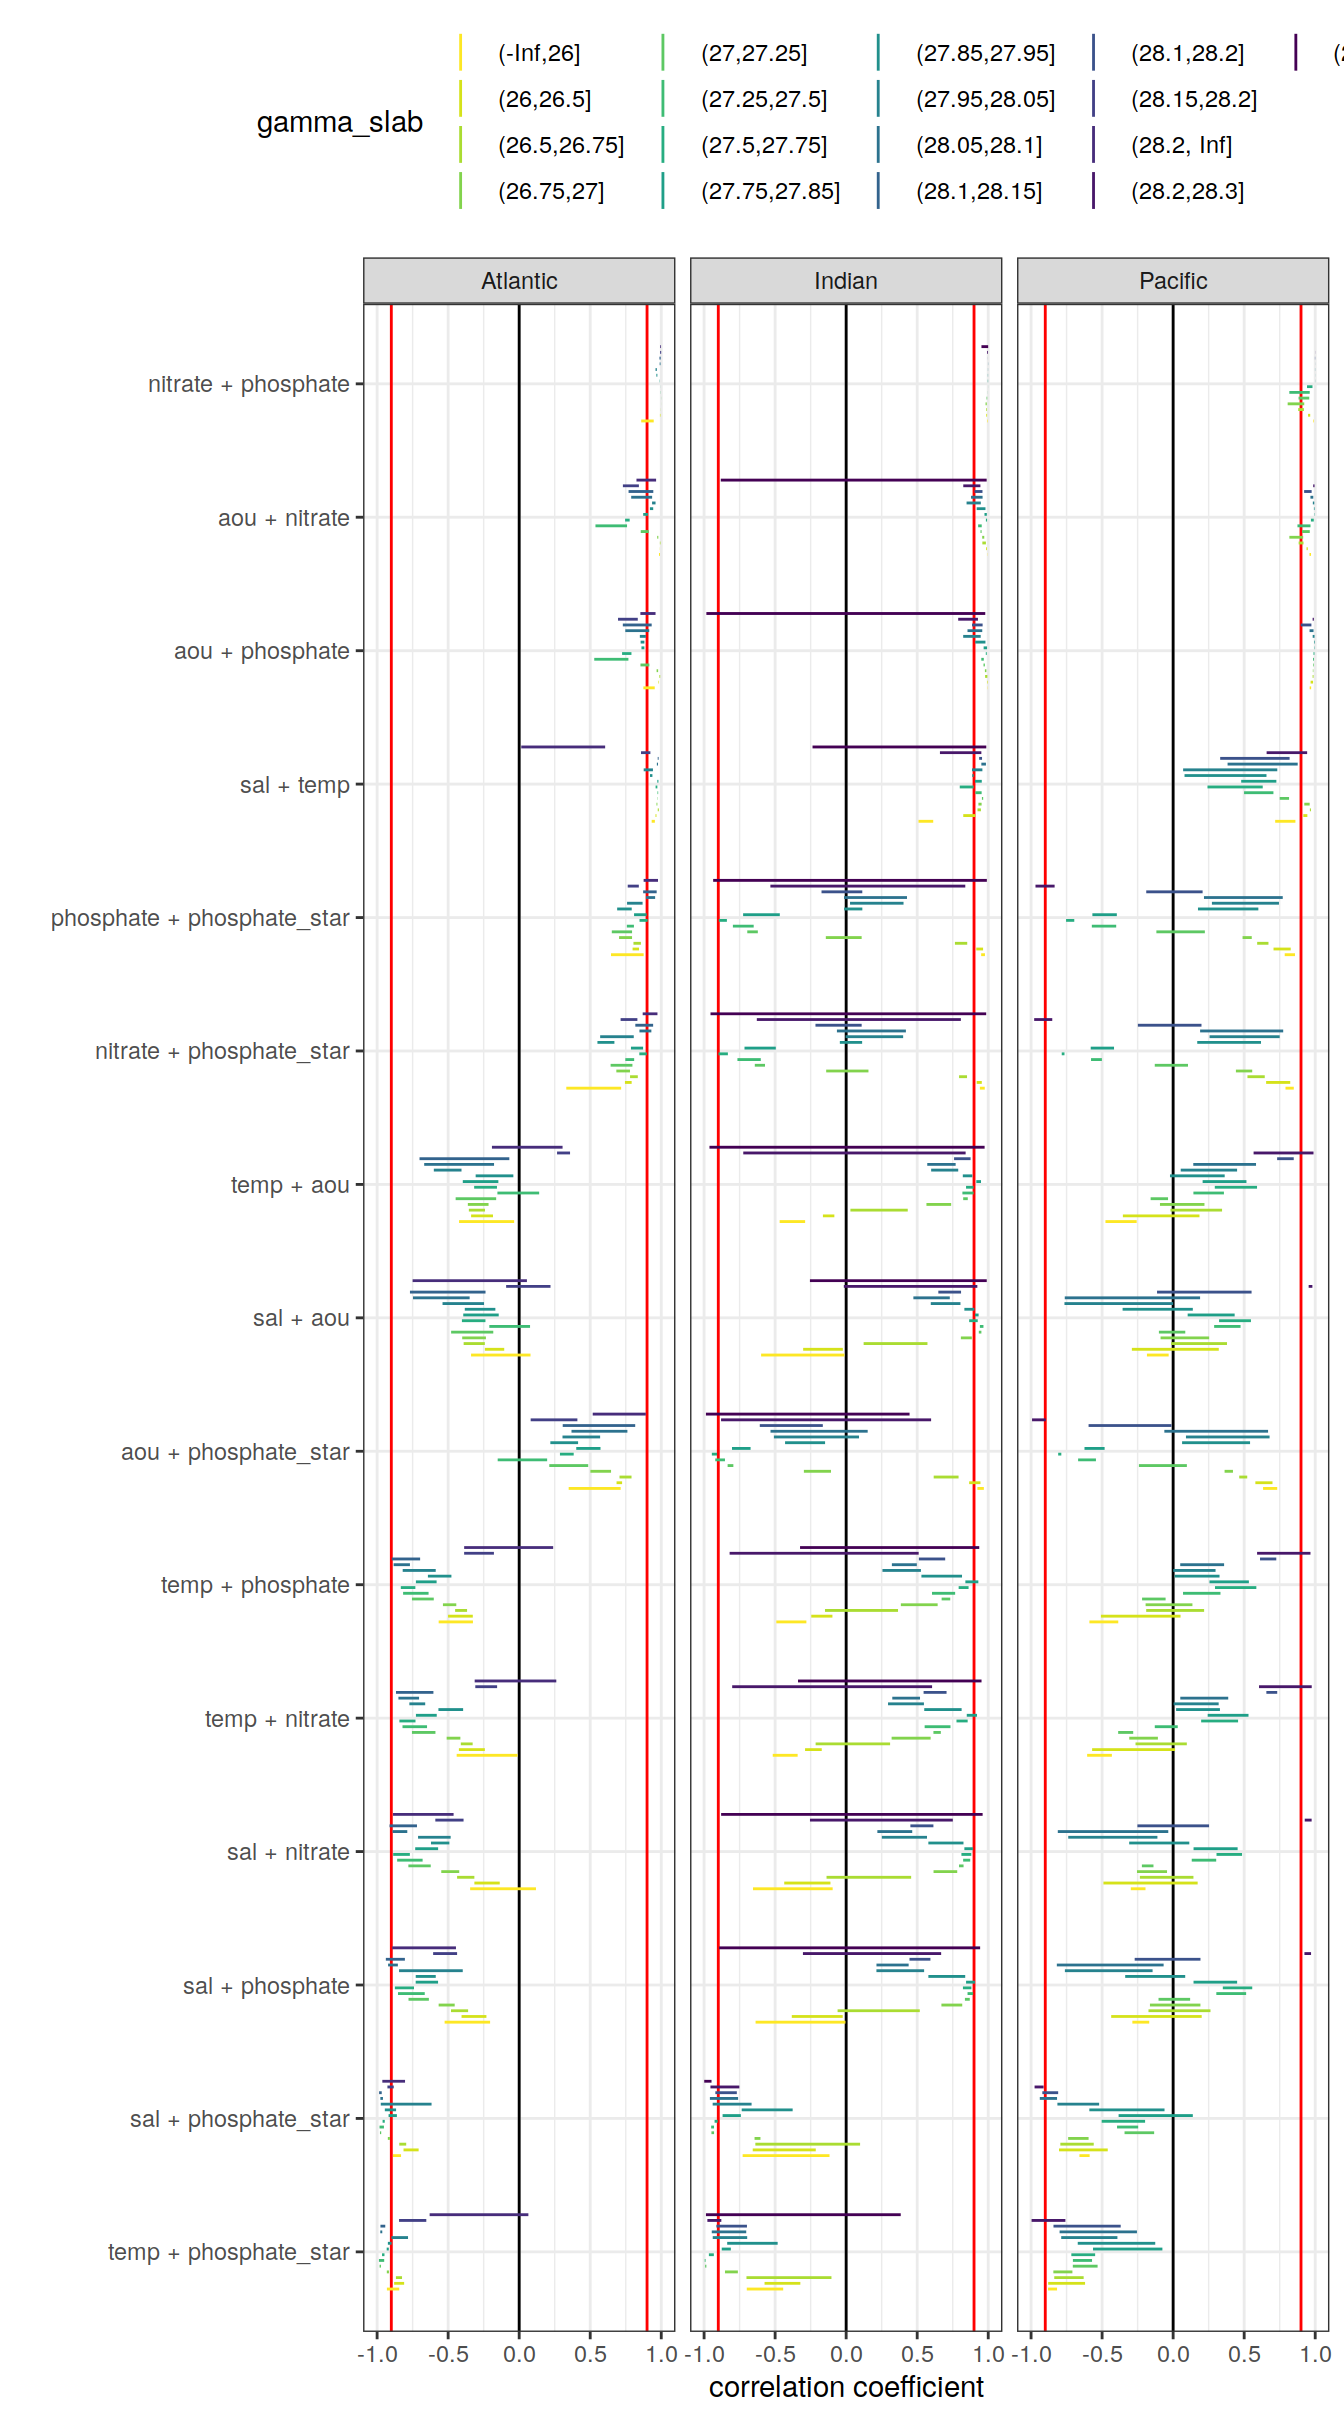 gamma_slab
(-Inf,26]
(26,26.5]
(26.5,26.75]
(26.75,27]
(27,27.25]
(27.25,27.5]
(27.5,27.75]
(27.75,27.85]
(27.85,27.95]
(27.95,28.05]
(28.05,28.1]
(28.1,28.15]
(28.1,28.2]
(28.15,28.2]
(28.2, Inf]
(28.2,28.3]
Atlantic Indian Pacific
nitrate + phosphate
aou + nitrate
aou + phosphate
sal + temp
phosphate + phosphate_star
nitrate + phosphate_star
temp + aou
sal + aou
aou + phosphate_star
temp + phosphate
temp + nitrate
sal + nitrate
sal + phosphate
sal + phosphate_star
temp + phosphate_star
-1.0 -0.5 0.0 0.5 1.0 -1.0 -0.5 0.0 0.5 1.0 -1.0 -0.5 0.0 0.5 1.0
correlation coefficient